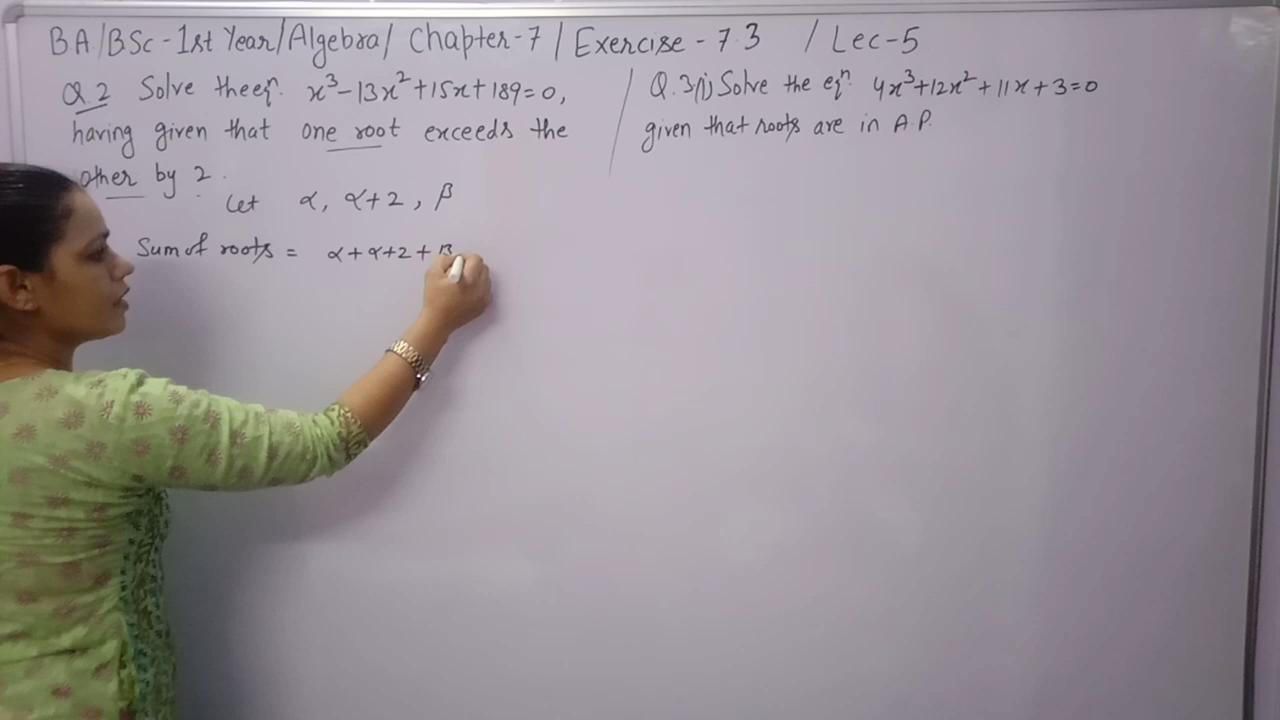 BA/BSc-1st Year/Algebra/ Chapter-7 / Exercise-7.3 / Lec-5
Q.2 Solve the eqn. x³-13x²+15x+189=0,
having given that one root exceeds the
other by 2.
Let α, α+2, β
Sum of roots = α+α+2+β
Q.3(i) Solve the eqn. 4x³+12x²+11x+3=0
given that roots are in A.P.